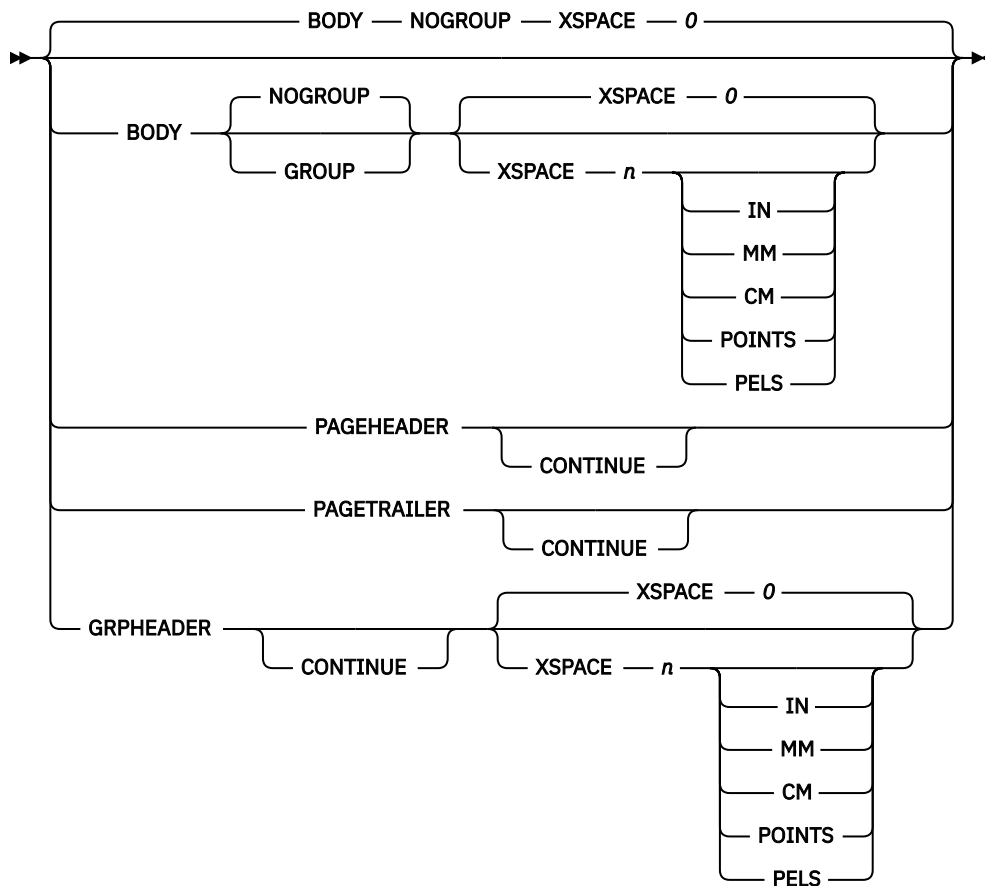 BODY NOGROUP XSPACE 0
NOGROUP XSPACE 0
BODY
GROUP XSPACE n
IN
MM
CM
POINTS
PELS
PAGEHEADER
CONTINUE
PAGETRAILER
CONTINUE
XSPACE 0
GRPHEADER
CONTINUE XSPACE n
IN
MM
CM
POINTS
PELS